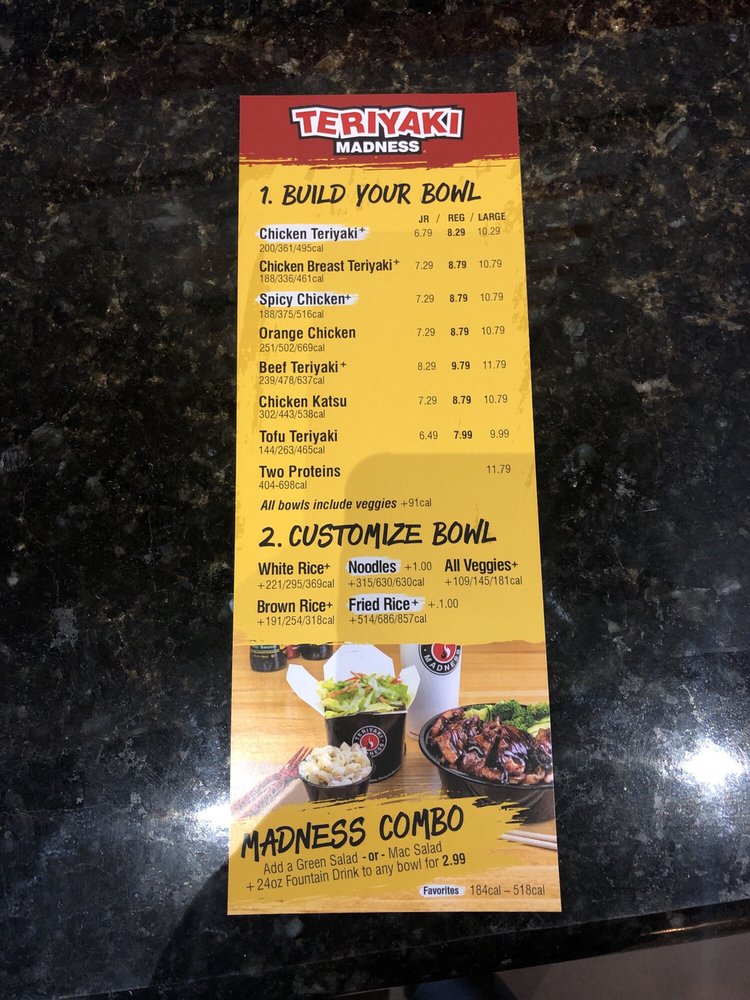 TERIYAKI
MADNESS
1. BUILD YOUR BOWL
JR / REG / LARGE
Chicken Teriyaki+ 6.79 8.29 10.29
200/361/495cal
Chicken Breast Teriyaki+ 7.29 8.79 10.79
188/336/461cal
Spicy Chicken+ 7.29 8.79 10.79
188/375/516cal
Orange Chicken 7.29 8.79 10.79
251/502/669cal
Beef Teriyaki+ 8.29 9.79 11.79
239/478/637cal
Chicken Katsu 7.29 8.79 10.79
302/443/538cal
Tofu Teriyaki 6.49 7.99 9.99
144/263/465cal
Two Proteins 11.79
404-698cal
All bowls include veggies +91cal
2. CUSTOMIZE BOWL
White Rice+ Noodles +1.00 All Veggies+
+221/295/369cal +315/630/630cal +109/145/181cal
Brown Rice+ Fried Rice+ +.1.00
+191/254/318cal +514/686/857cal
MADNESS
TERIYAKI
MADNESS
MADNESS COMBO
Add a Green Salad -or- Mac Salad
+24oz Fountain Drink to any bowl for 2.99
Favorites 184cal – 518cal